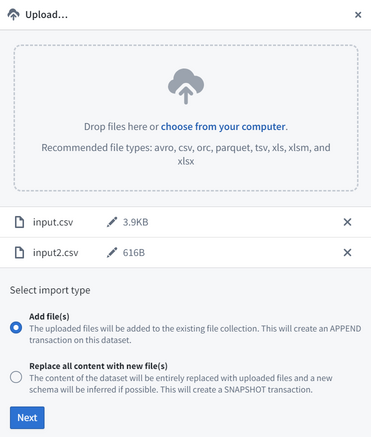 Upload...
Drop files here or choose from your computer.
Recommended file types: avro, csv, orc, parquet, tsv, xls, xlsm, and
xlsx
input.csv 3.9KB
input2.csv 616B
Select import type
Add file(s)
The uploaded files will be added to the existing file collection. This will create an APPEND
transaction on this dataset.
Replace all content with new file(s)
The content of the dataset will be entirely replaced with uploaded files and a new
schema will be inferred if possible. This will create a SNAPSHOT transaction.
Next